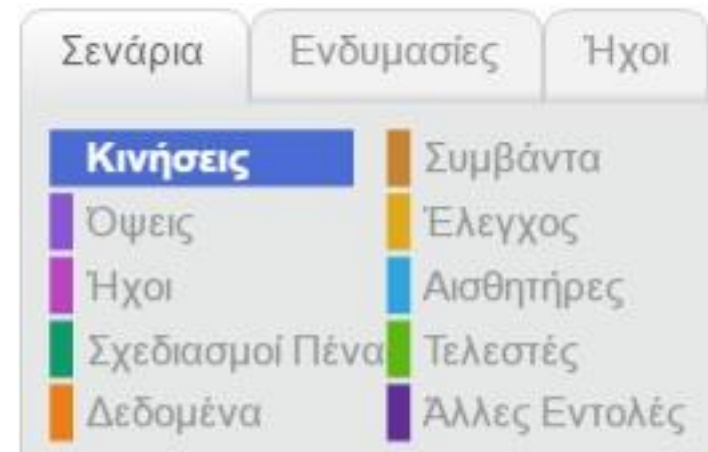 Σενάρια Ενδυμασίες Ήχοι
Κινήσεις Συμβάντα
Όψεις Έλεγχος
Ήχοι Αισθητήρες
Σχεδιασμοί Πένα Τελεστές
Δεδομένα Άλλες Εντολές